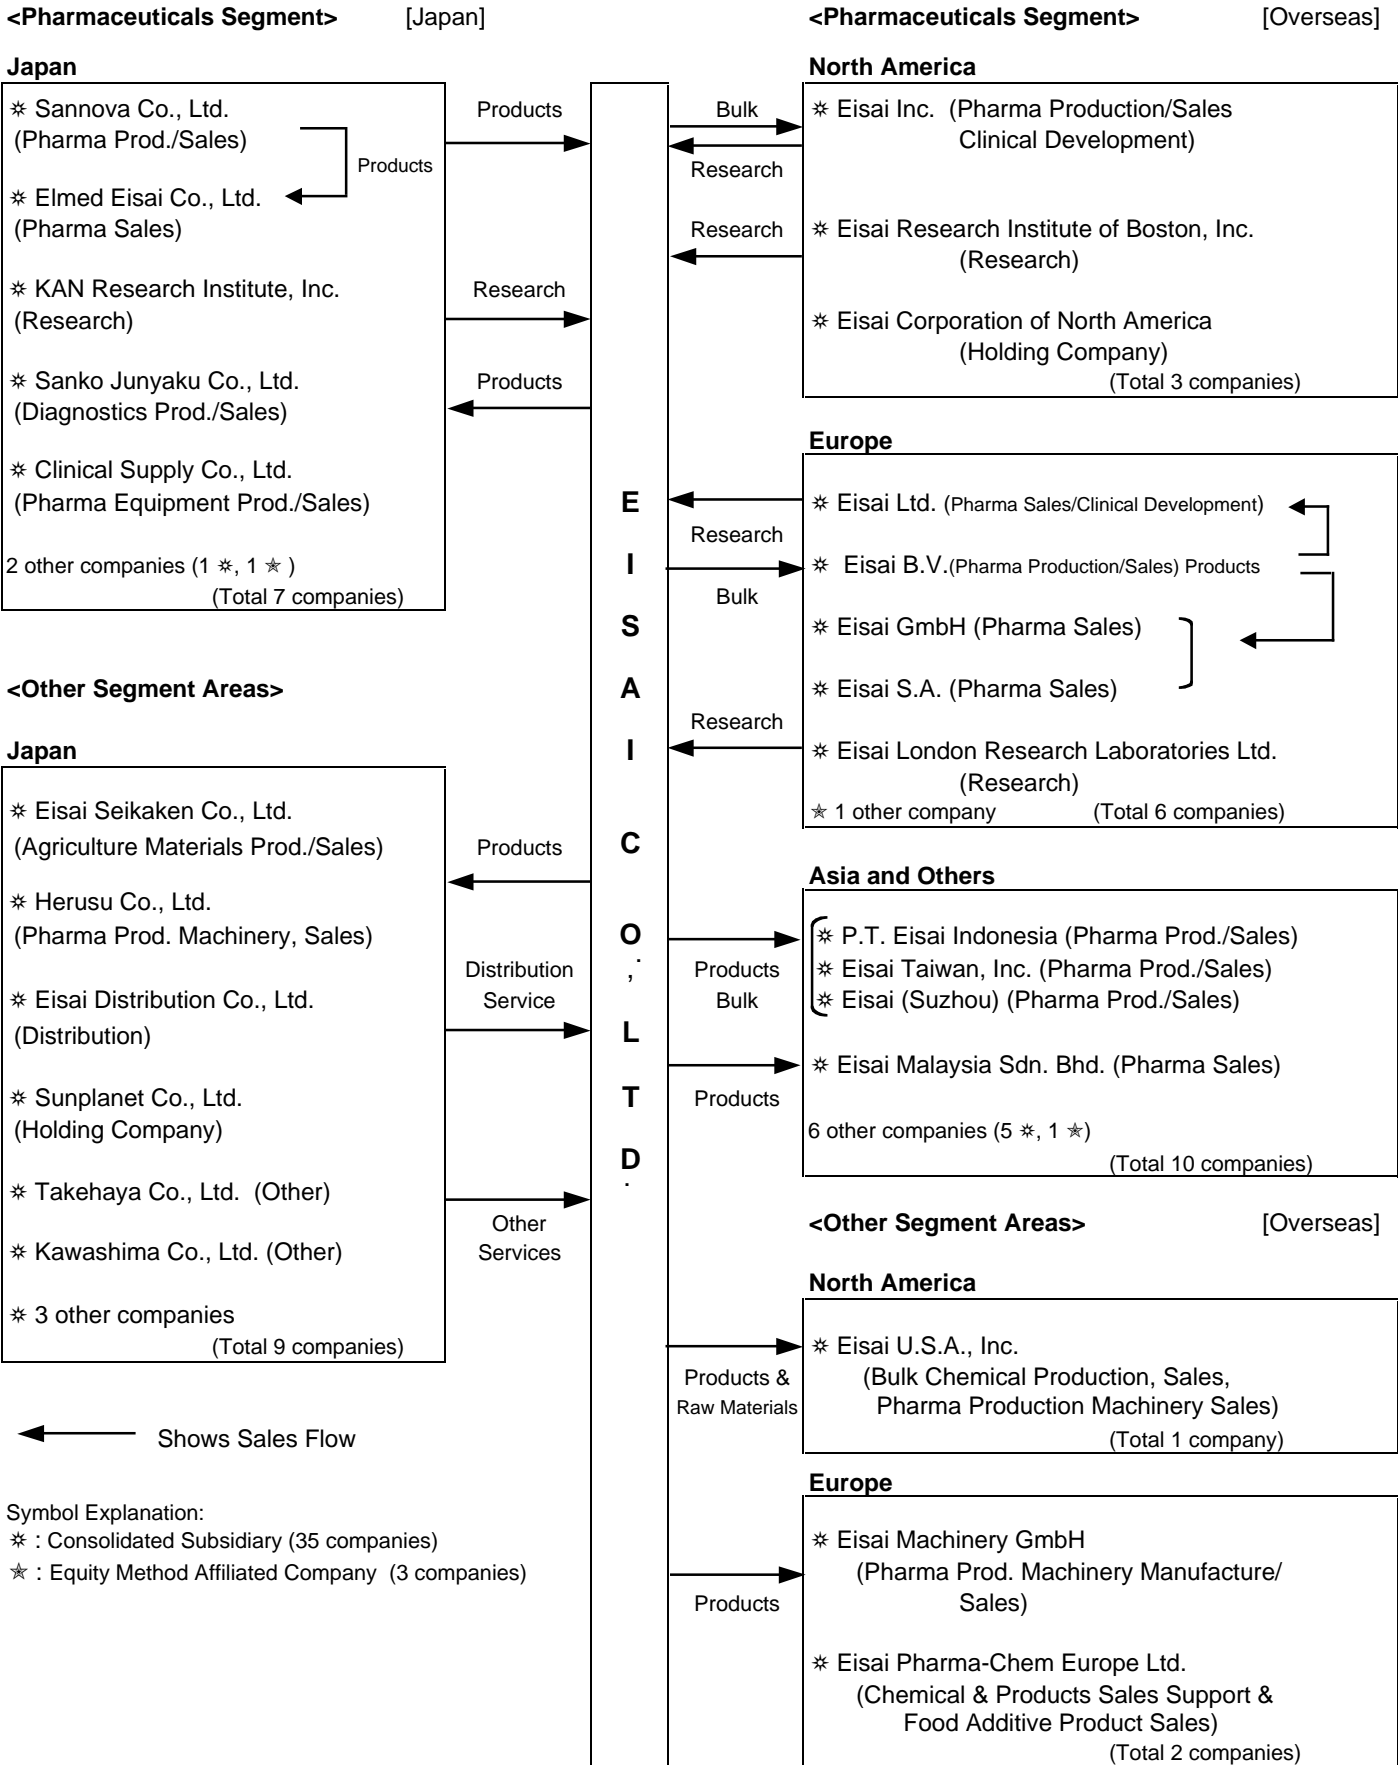 <Pharmaceuticals Segment> [Japan]
Japan
✵ Sannova Co., Ltd.
(Pharma Prod./Sales)
Products
✵ Elmed Eisai Co., Ltd.
(Pharma Sales)
✵ KAN Research Institute, Inc.
(Research)
✵ Sanko Junyaku Co., Ltd.
(Diagnostics Prod./Sales)
✵ Clinical Supply Co., Ltd.
(Pharma Equipment Prod./Sales)
2 other companies (1 ✵, 1 ✭ )
(Total 7 companies)
Products
Research
Products
<Other Segment Areas>
Japan
✵ Eisai Seikaken Co., Ltd.
(Agriculture Materials Prod./Sales)
✵ Herusu Co., Ltd.
(Pharma Prod. Machinery, Sales)
✵ Eisai Distribution Co., Ltd.
(Distribution)
✵ Sunplanet Co., Ltd.
(Holding Company)
✵ Takehaya Co., Ltd. (Other)
✵ Kawashima Co., Ltd. (Other)
✵ 3 other companies
(Total 9 companies)
Products
Distribution
Service
Other
Services
Shows Sales Flow
Symbol Explanation:
✵ : Consolidated Subsidiary (35 companies)
✭ : Equity Method Affiliated Company (3 companies)
E
I
S
A
I
C
O
.,
L
T
D
.
<Pharmaceuticals Segment> [Overseas]
North America
Bulk
Research
Research
✵ Eisai Inc. (Pharma Production/Sales
Clinical Development)
✵ Eisai Research Institute of Boston, Inc.
(Research)
✵ Eisai Corporation of North America
(Holding Company)
(Total 3 companies)
Europe
Research
Bulk
Research
✵ Eisai Ltd. (Pharma Sales/Clinical Development)
✵ Eisai B.V.(Pharma Production/Sales) Products
✵ Eisai GmbH (Pharma Sales)
✵ Eisai S.A. (Pharma Sales)
✵ Eisai London Research Laboratories Ltd.
(Research)
✭ 1 other company (Total 6 companies)
Asia and Others
Products
Bulk
Products
✵ P.T. Eisai Indonesia (Pharma Prod./Sales)
✵ Eisai Taiwan, Inc. (Pharma Prod./Sales)
✵ Eisai (Suzhou) (Pharma Prod./Sales)
✵ Eisai Malaysia Sdn. Bhd. (Pharma Sales)
6 other companies (5 ✵, 1 ✭)
(Total 10 companies)
<Other Segment Areas> [Overseas]
North America
Products &
Raw Materials
✵ Eisai U.S.A., Inc.
(Bulk Chemical Production, Sales,
Pharma Production Machinery Sales)
(Total 1 company)
Europe
Products
✵ Eisai Machinery GmbH
(Pharma Prod. Machinery Manufacture/
Sales)
✵ Eisai Pharma-Chem Europe Ltd.
(Chemical & Products Sales Support &
Food Additive Product Sales)
(Total 2 companies)